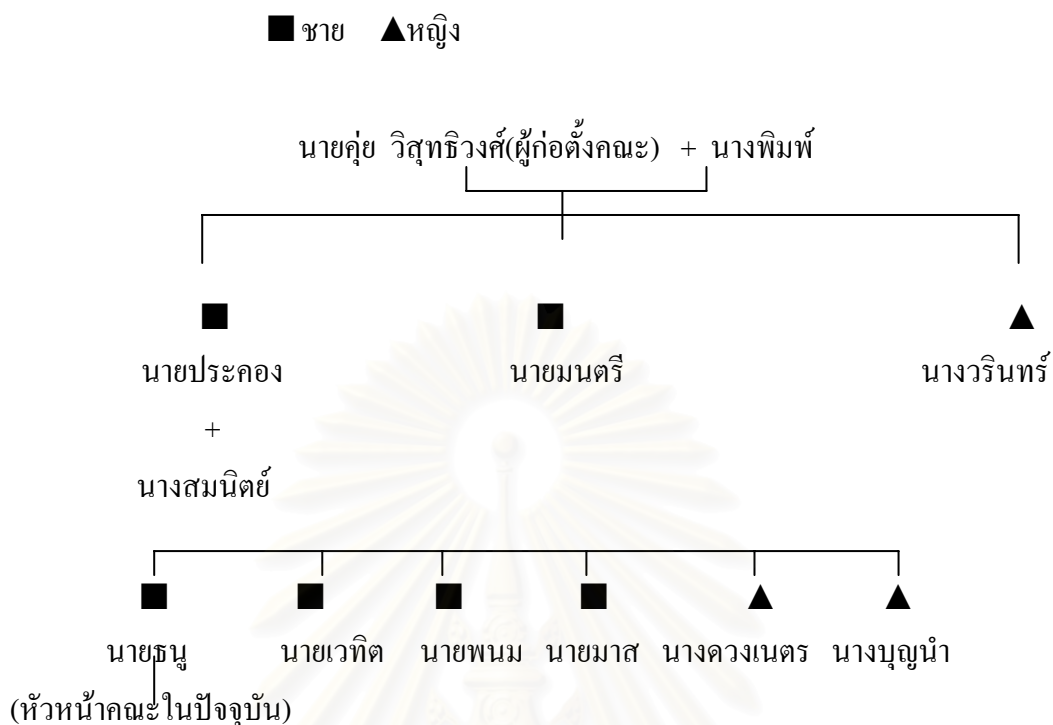 ■ ชาย ▲หญิง
นายคุ่ย วิสุทธิวงศ์(ผู้ก่อตั้งคณะ) + นางพิมพ์
นายประคอง นายมนตรี นางวรินทร์
+
นางสมนิตย์
นายธนู นายเวทิต นายพนม นายมาส นางดวงเนตร นางบุญนำ
(หัวหน้าคณะในปัจจุบัน)